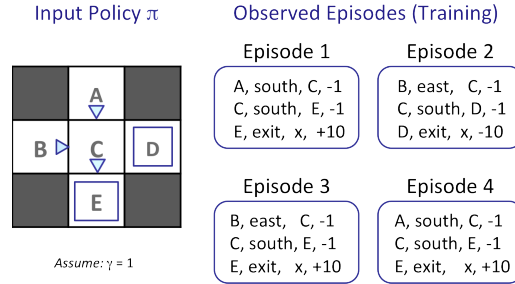 Input Policy π
Observed Episodes (Training)
A
B
C
D
E
Assume: γ = 1
Episode 1
A, south, C, -1
C, south, E, -1
E, exit, x, +10
Episode 2
B, east, C, -1
C, south, D, -1
D, exit, x, -10
Episode 3
B, east, C, -1
C, south, E, -1
E, exit, x, +10
Episode 4
A, south, C, -1
C, south, E, -1
E, exit, x, +10